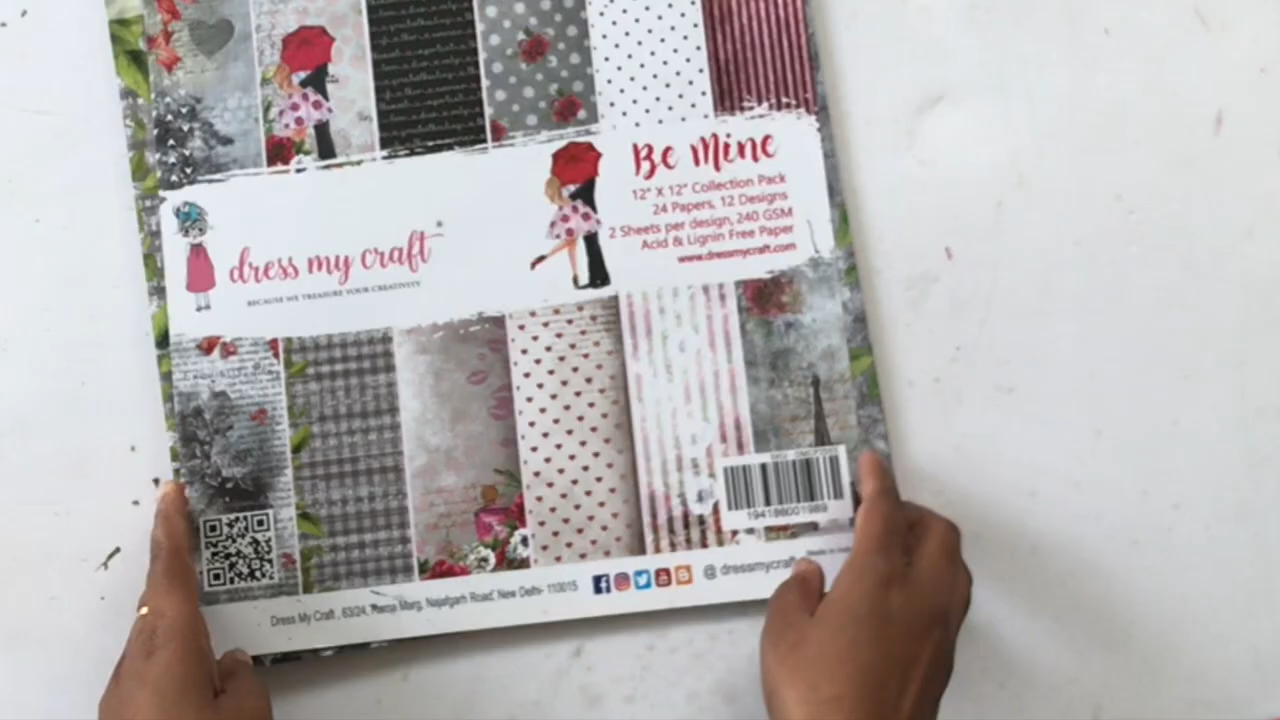 Be Mine
12" X 12" Collection Pack
24 Papers, 12 Designs
2 Sheets per design, 240 GSM
Acid & Lignin Free Paper
www.dressmycraft.com
dress my craft
BECAUSE WE TREASURE YOUR CREATIVITY
194186001989
Dress My Craft , 63/24, Rama Marg, Najafgarh Road, New Delhi- 110015
@ dressmycraft